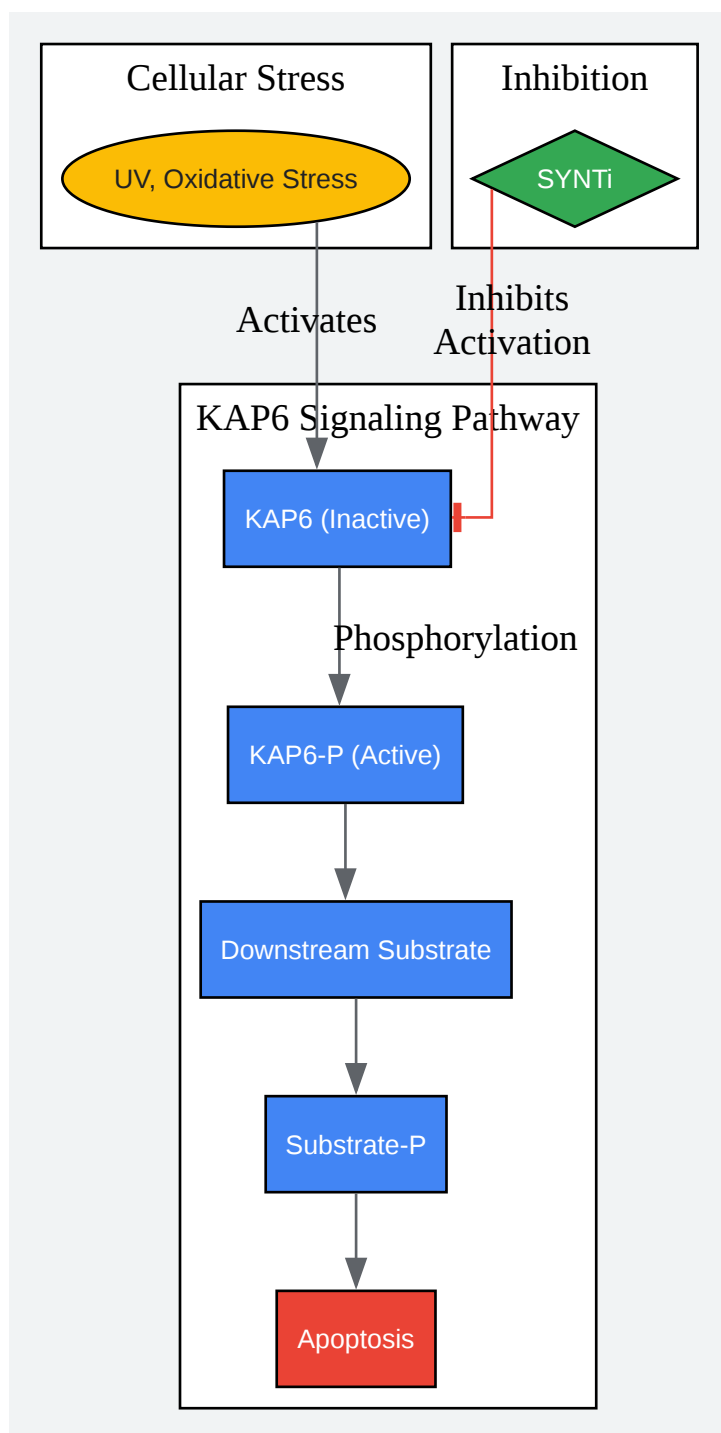 Cellular Stress
Inhibition
UV, Oxidative Stress
SYNTi
Activates
Inhibits
Activation
KAP6 Signaling Pathway
KAP6 (Inactive)
Phosphorylation
KAP6-P (Active)
Downstream Substrate
Substrate-P
Apoptosis